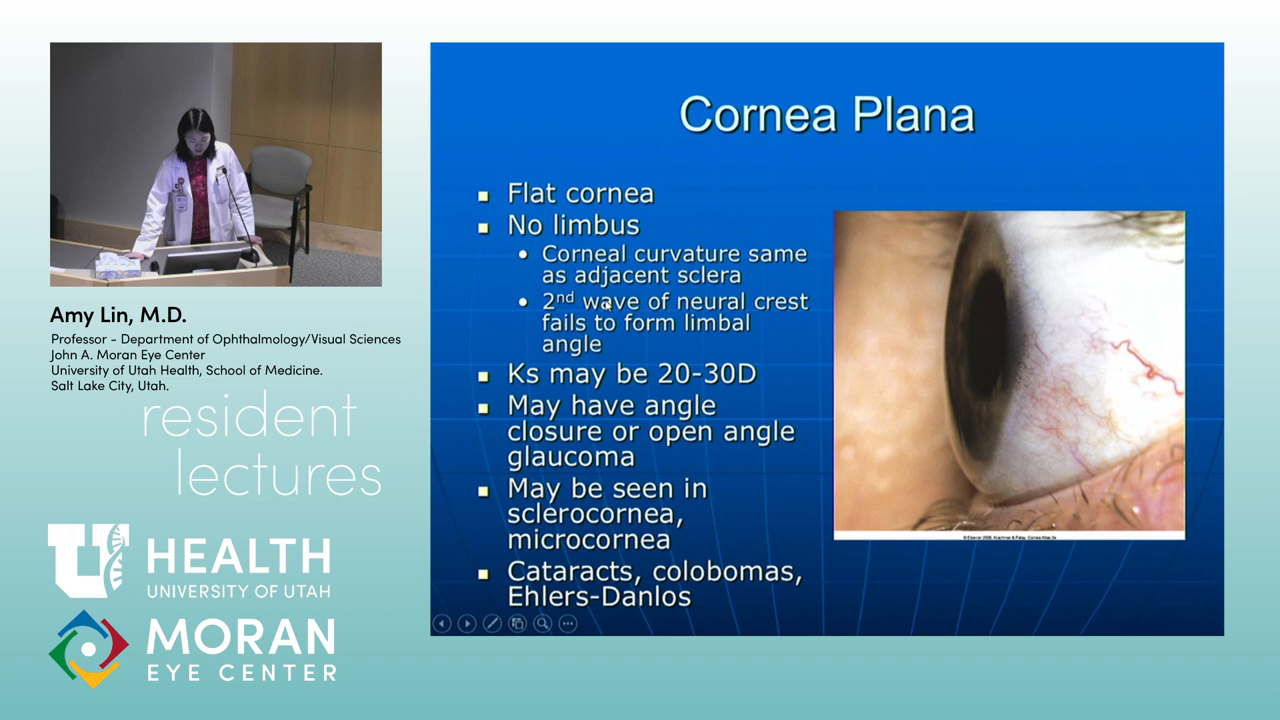 Amy Lin, M.D.
Professor - Department of Ophthalmology/Visual Sciences
John A. Moran Eye Center
University of Utah Health, School of Medicine.
Salt Lake City, Utah.
resident
lectures
U HEALTH
UNIVERSITY OF UTAH
MORAN
EYE CENTER
Cornea Plana
Flat cornea
No limbus
Corneal curvature same
as adjacent sclera
2nd wave of neural crest
fails to form limbal
angle
Ks may be 20-30D
May have angle
closure or open angle
glaucoma
May be seen in
sclerocornea,
microcornea
Cataracts, colobomas,
Ehlers-Danlos